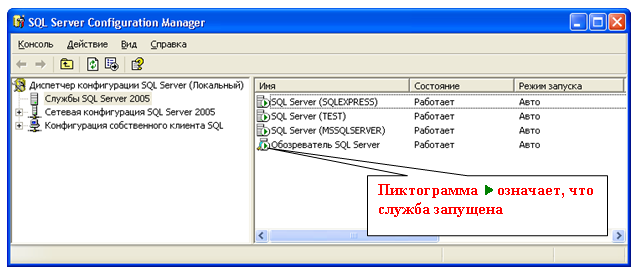 SQL Server Configuration Manager
Консоль Действие Вид Справка
Диспетчер конфигурации SQL Server (Локальный)
Службы SQL Server 2005
Сетевая конфигурация SQL Server 2005
Конфигурация собственного клиента SQL
Имя Состояние Режим запуска
SQL Server (SQLEXPRESS) Работает Авто
SQL Server (TEST) Работает Авто
SQL Server (MSSQLSERVER) Работает Авто
Обозреватель SQL Server Работает Авто
Пиктограмма означает, что
служба запущена